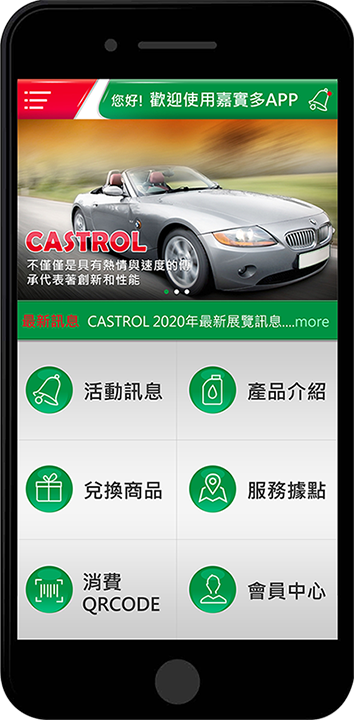 您好! 歡迎使用嘉實多APP
CASTROL
不僅僅是具有熱情與速度的傳
承代表著創新和性能
最新訊息 CASTROL 2020年最新展覽訊息....more
活動訊息 產品介紹
兌換商品 服務據點
消費
QRCODE
會員中心